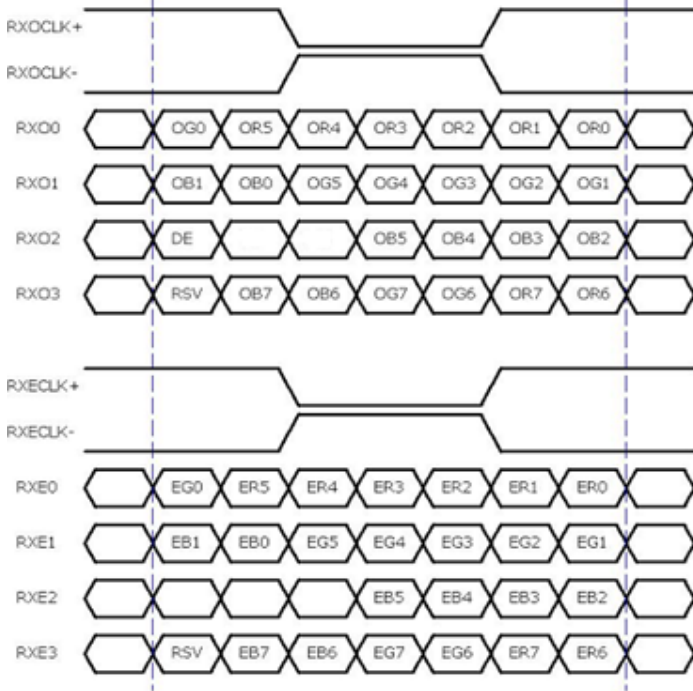 RXOCLK+
RXOCLK-
RXO0 OG0 OR5 OR4 OR3 OR2 OR1 OR0
RXO1 OB1 OB0 OG5 OG4 OG3 OG2 OG1
RXO2 DE OB5 OB4 OB3 OB2
RXO3 RSV OB7 OB6 OG7 OG6 OR7 OR6
RXECLK+
RXECLK-
RXE0 EG0 ER5 ER4 ER3 ER2 ER1 ER0
RXE1 EB1 EB0 EG5 EG4 EG3 EG2 EG1
RXE2 EB5 EB4 EB3 EB2
RXE3 RSV EB7 EB6 EG7 EG6 ER7 ER6